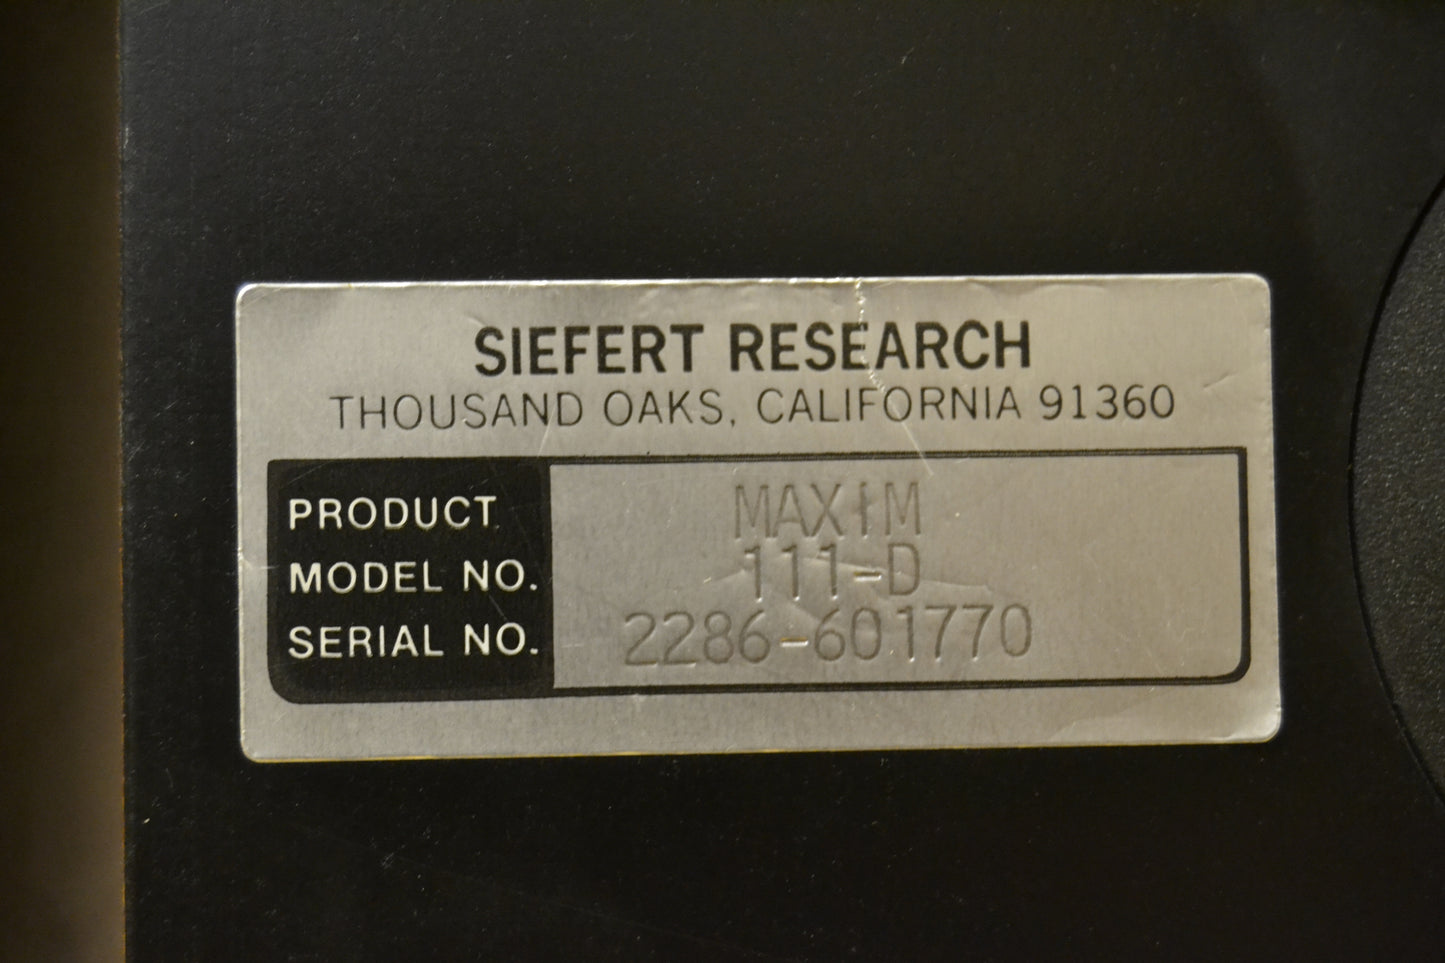 SIEFERT RESEARCH
THOUSAND OAKS, CALIFORNIA 91360
PRODUCT MAXIM
MODEL NO. 111-D
SERIAL NO. 2286-601770